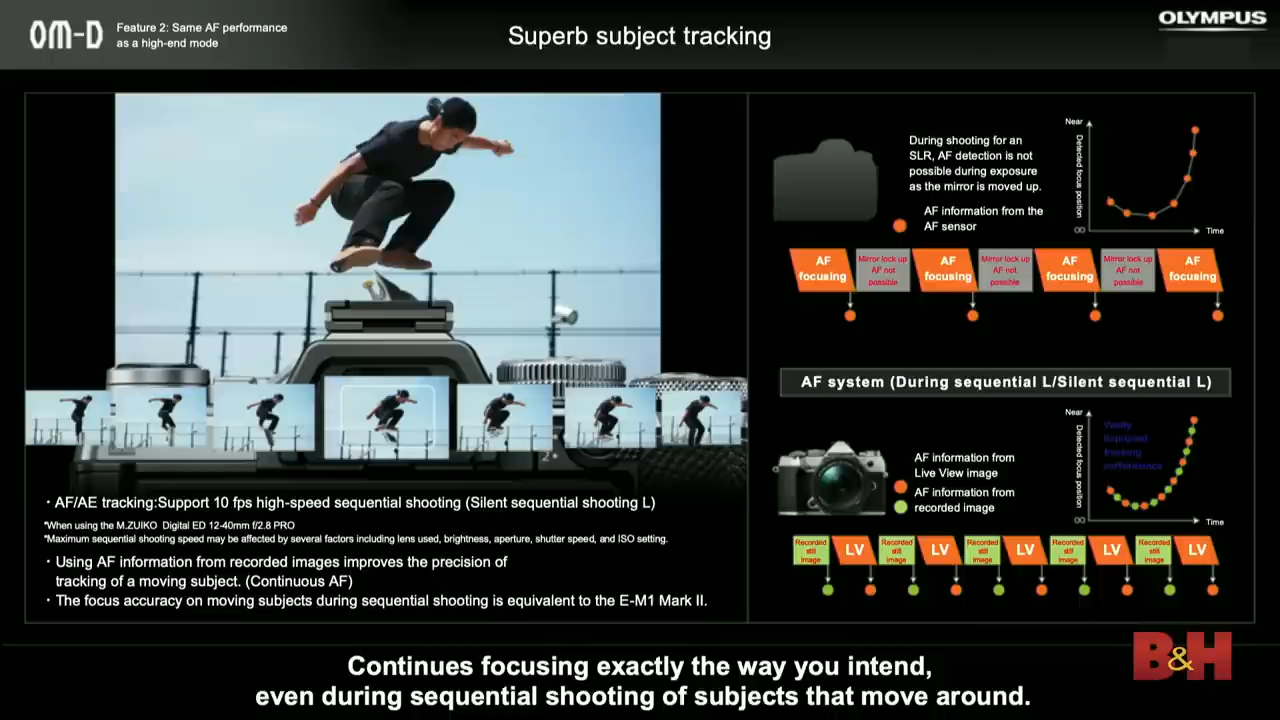 OM-D
Feature 2: Same AF performance
as a high-end mode
Superb subject tracking
OLYMPUS
· AF/AE tracking:Support 10 fps high-speed sequential shooting (Silent sequential shooting L)
*When using the M.ZUIKO Digital ED 12-40mm f/2.8 PRO
*Maximum sequential shooting speed may be affected by several factors including lens used, brightness, aperture, shutter speed, and ISO setting.
· Using AF information from recorded images improves the precision of
tracking of a moving subject. (Continuous AF)
· The focus accuracy on moving subjects during sequential shooting is equivalent to the E-M1 Mark II.
During shooting for an
SLR, AF detection is not
possible during exposure
as the mirror is moved up.
AF information from the
AF sensor
Near
Detected focus position
∞
Time
AF
focusing
Mirror lock up
AF not
possible
AF
focusing
Mirror lock up
AF not
possible
AF
focusing
Mirror lock up
AF not
possible
AF
focusing
AF system (During sequential L/Silent sequential L)
AF information from
Live View image
AF information from
recorded image
Near
Detected focus position
∞
Time
Vastly
improved
tracking
performance
Recorded
still
image
LV
Recorded
still
image
LV
Recorded
still
image
LV
Recorded
still
image
LV
Recorded
still
image
LV
Continues focusing exactly the way you intend,
even during sequential shooting of subjects that move around.
B&H